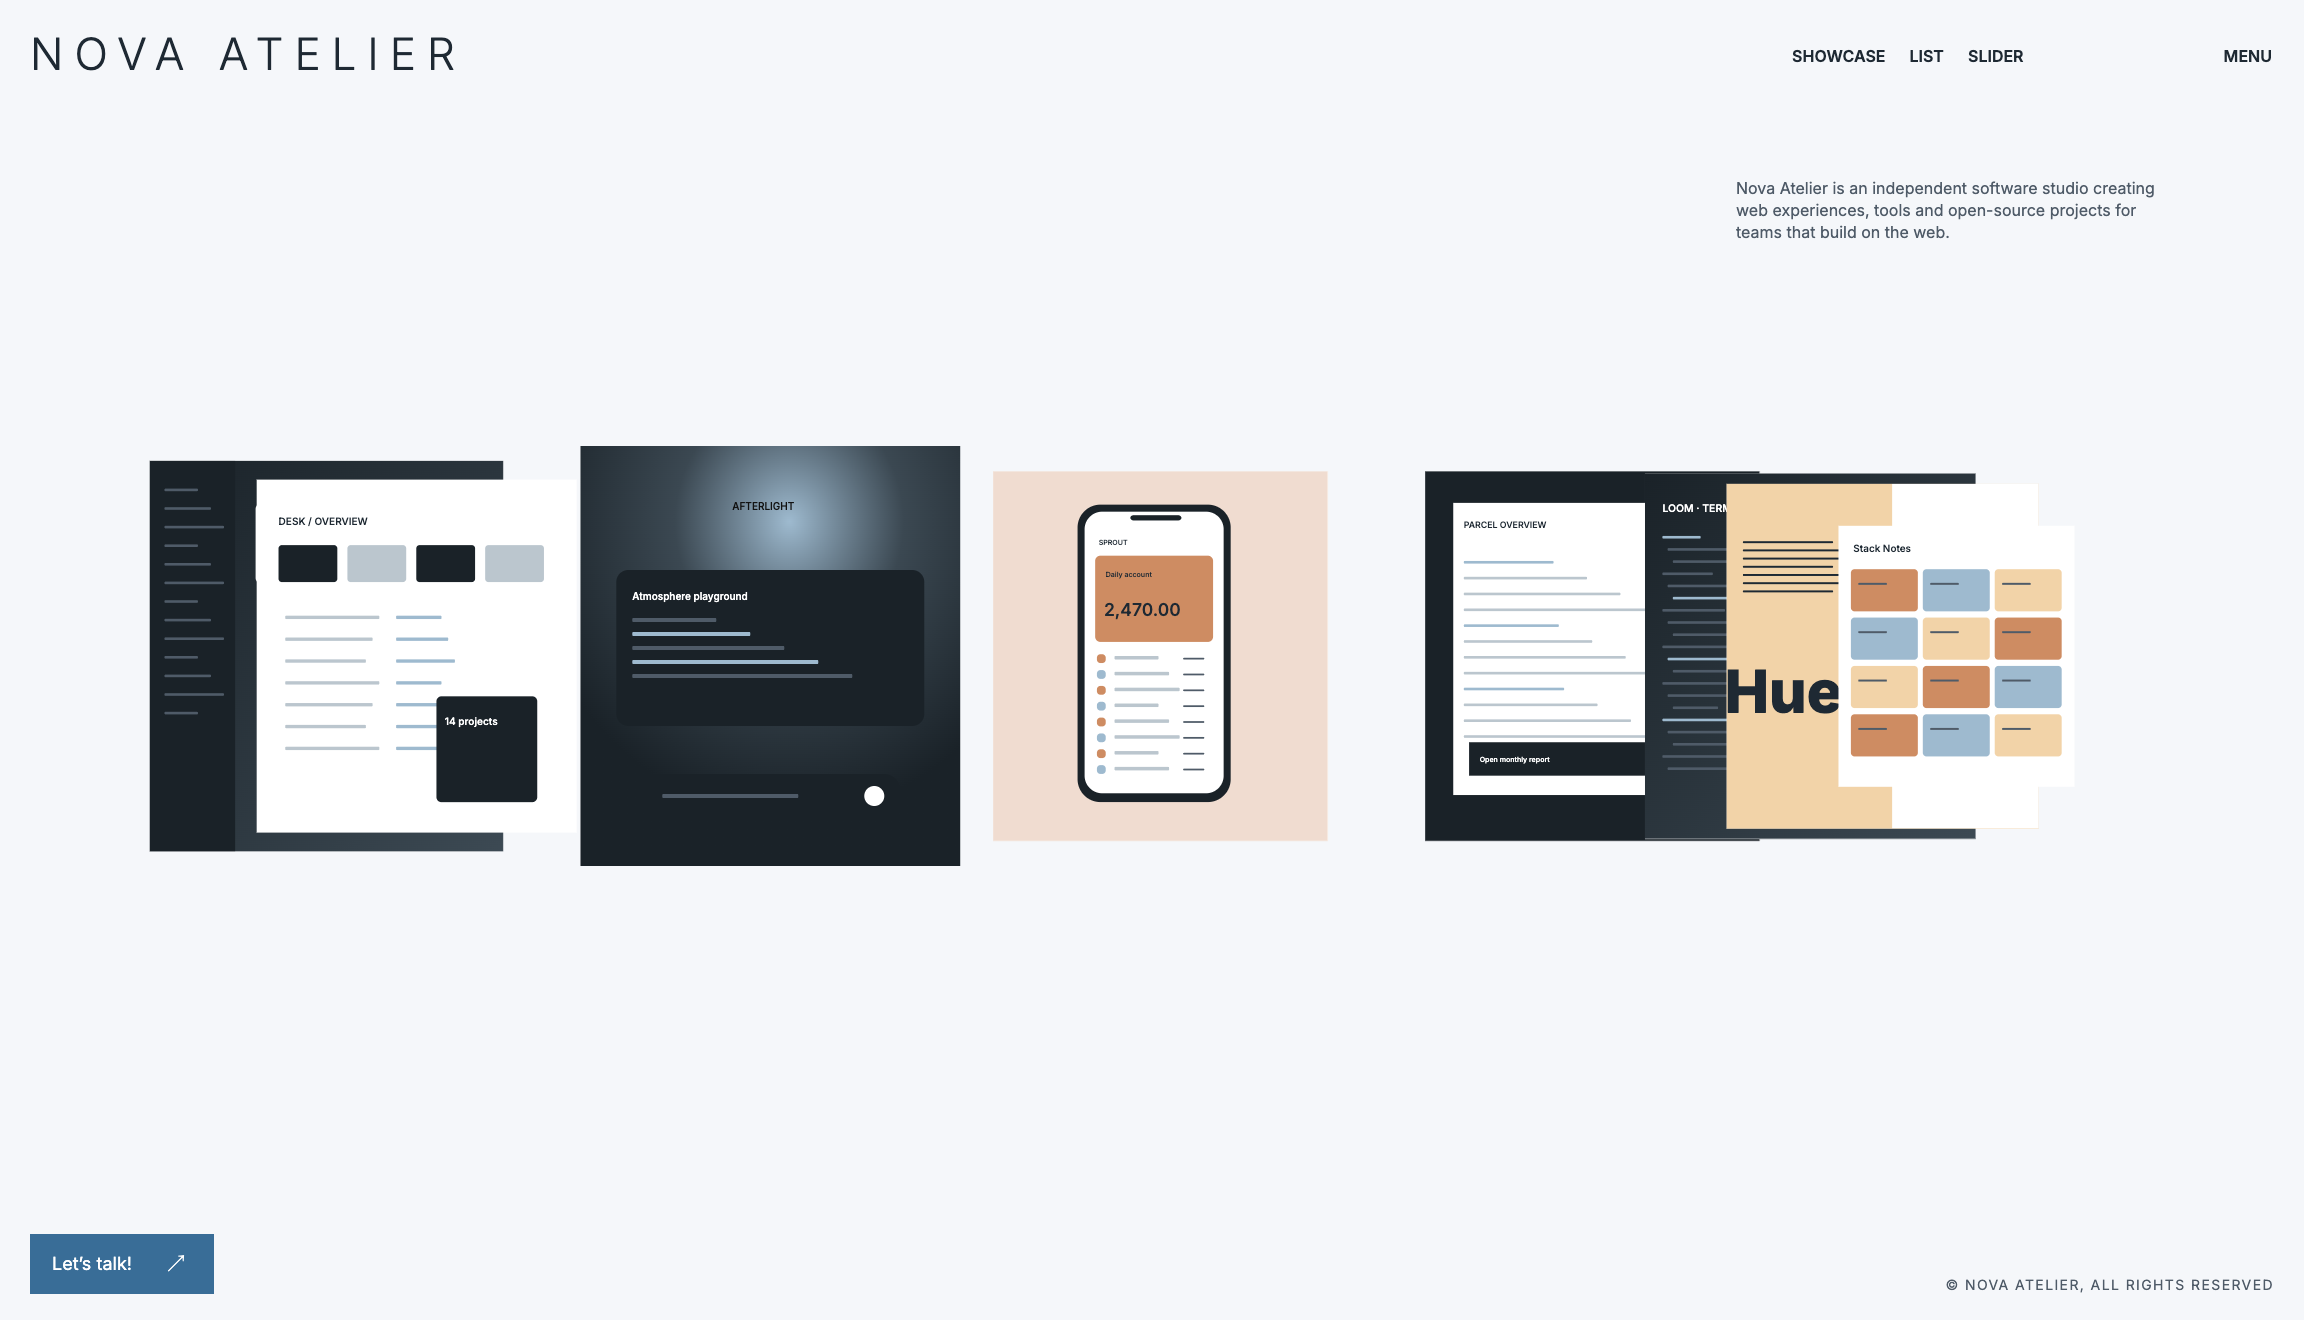 NOVA ATELIER
SHOWCASE LIST SLIDER MENU
Nova Atelier is an independent software studio creating
web experiences, tools and open-source projects for
teams that build on the web.
DESK / OVERVIEW
14 projects
AFTERLIGHT
Atmosphere playground
SPROUT
Daily account
2,470.00
PARCEL OVERVIEW
Open monthly report
LOOM · TERM
Hue
Stack Notes
Let's talk!
© NOVA ATELIER, ALL RIGHTS RESERVED